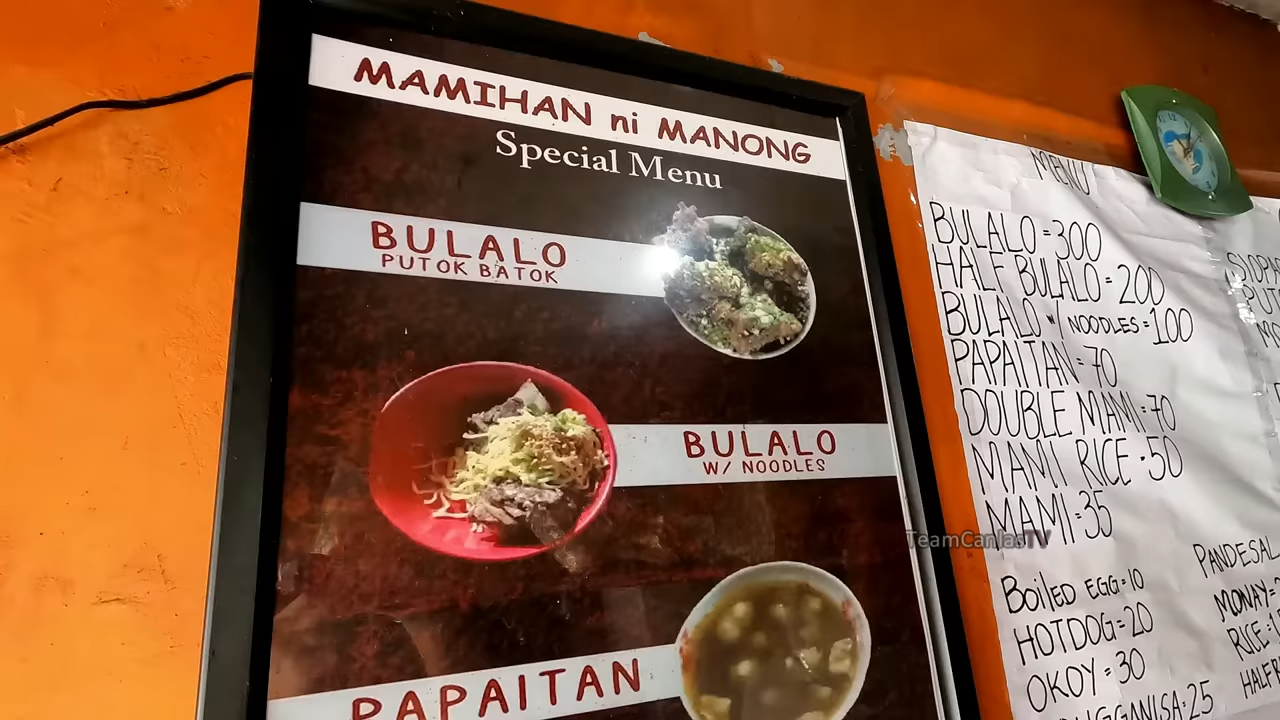 MAMIHAN ni MANONG
Special Menu
BULALO
PUTOK BATOK
BULALO
W/ NOODLES
PAPAITAN
MENU
BULALO = 300
HALF BULALO = 200
BULALO W/ NOODLES = 100
PAPAITAN = 70
DOUBLE MAMI = 70
MAMI RICE = 50
MAMI = 35
BOILED EGG = 10
HOTDOG = 20
OKOY = 30
25
PANDESAL
MONAY =
RICE =
TeamCanlasTV